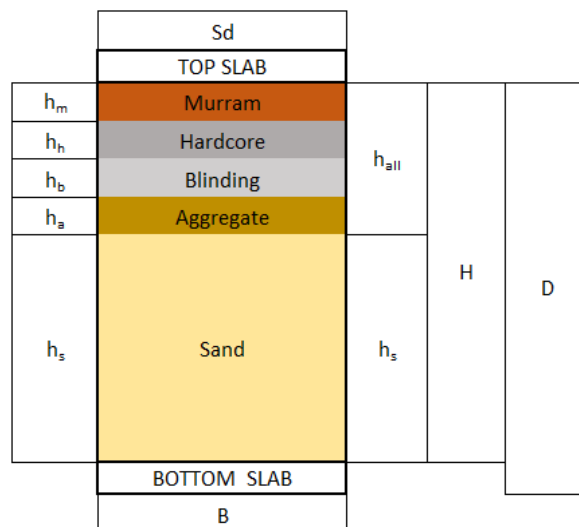 Sd
TOP SLAB
hm Murram
hh Hardcore
hall
hb Blinding
ha Aggregate
H
D
hs Sand hs
BOTTOM SLAB
B